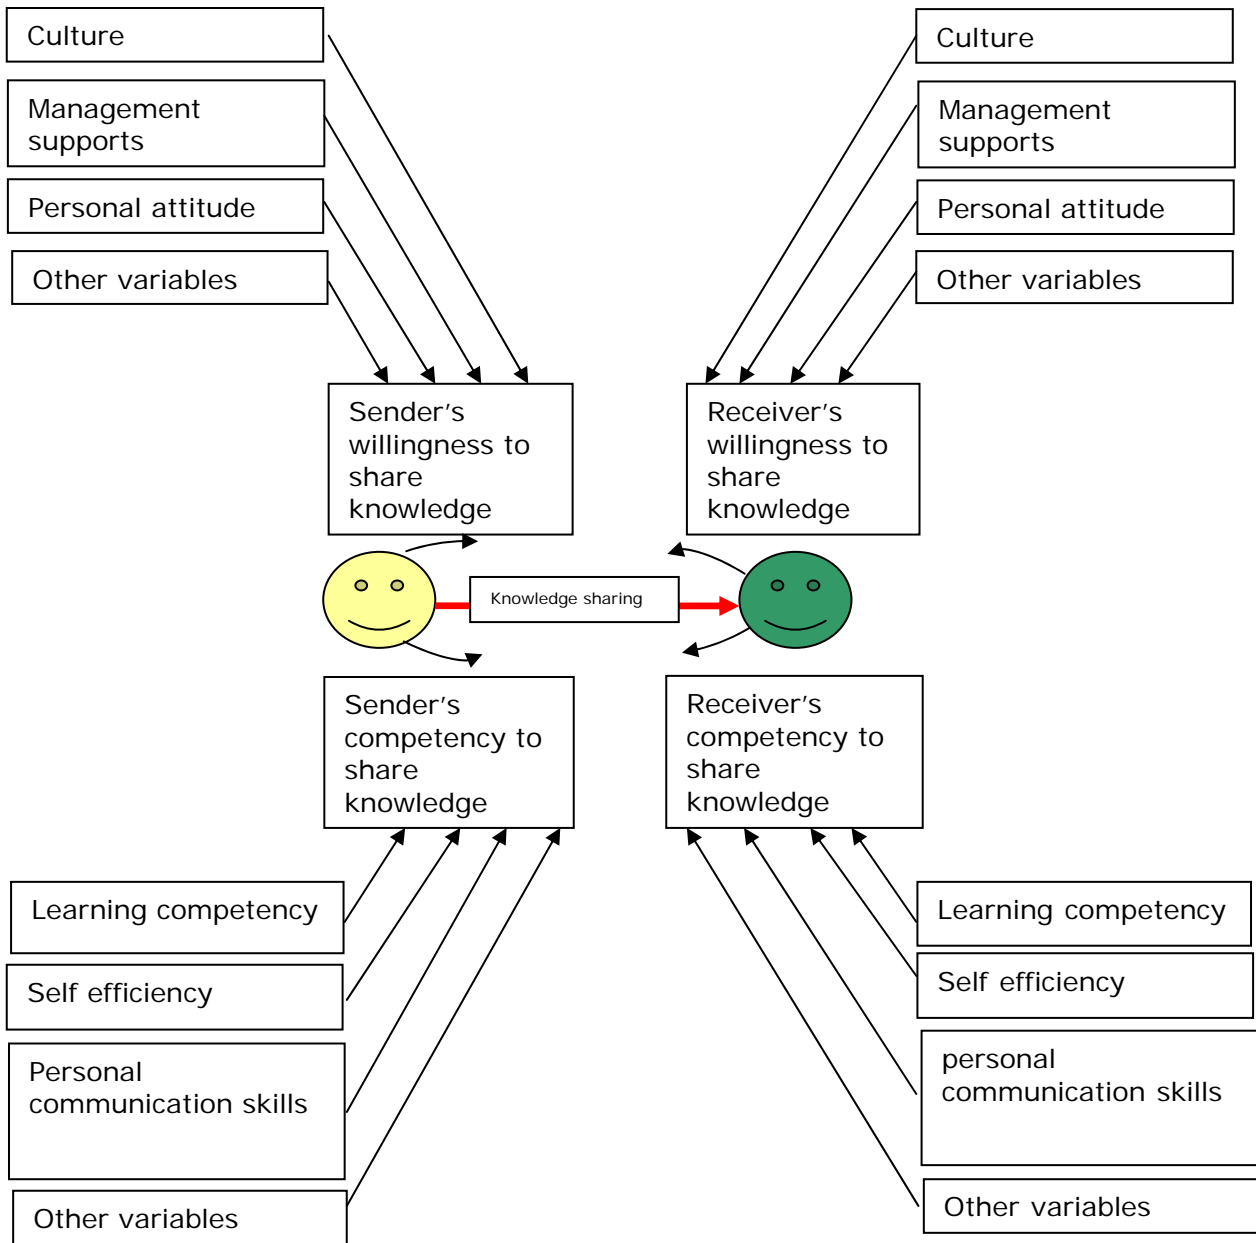 Culture
Management
supports
Personal attitude
Other variables
Culture
Management
supports
Personal attitude
Other variables
Sender's
willingness to
share
knowledge
Receiver's
willingness to
share
knowledge
Knowledge sharing
Sender's
competency to
share
knowledge
Receiver's
competency to
share
knowledge
Learning competency
Self efficiency
Personal
communication skills
Other variables
Learning competency
Self efficiency
personal
communication skills
Other variables